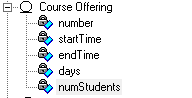 Course Offering
number
startTime
endTime
days
numStudents